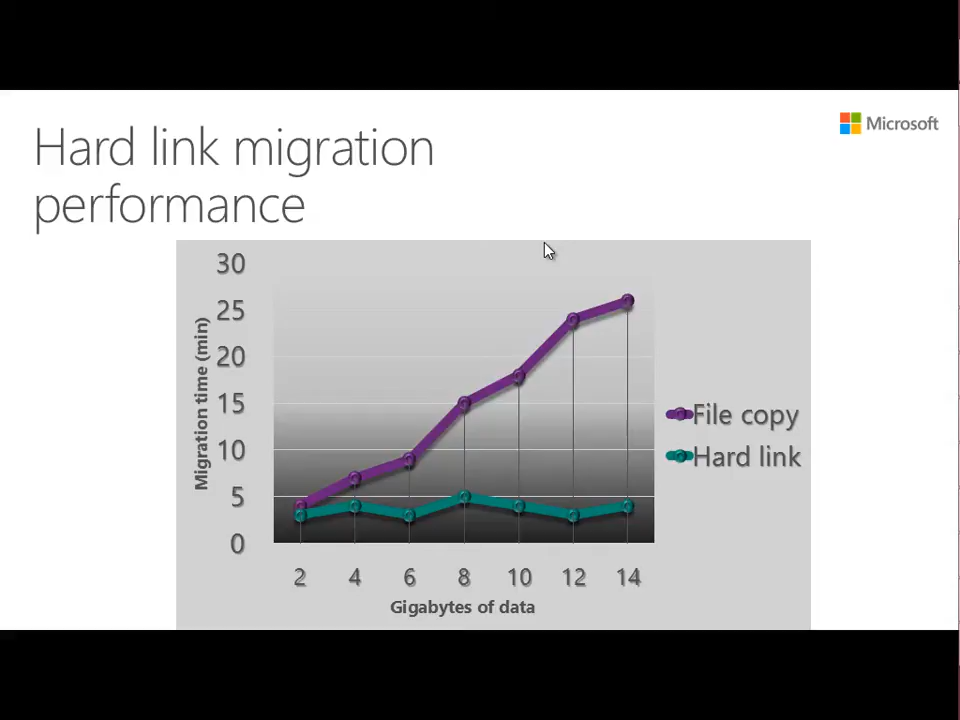 Microsoft
Hard link migration
performance
30
25
20
15
10
5
0
Migration time (min)
2 4 6 8 10 12 14
Gigabytes of data
File copy
Hard link